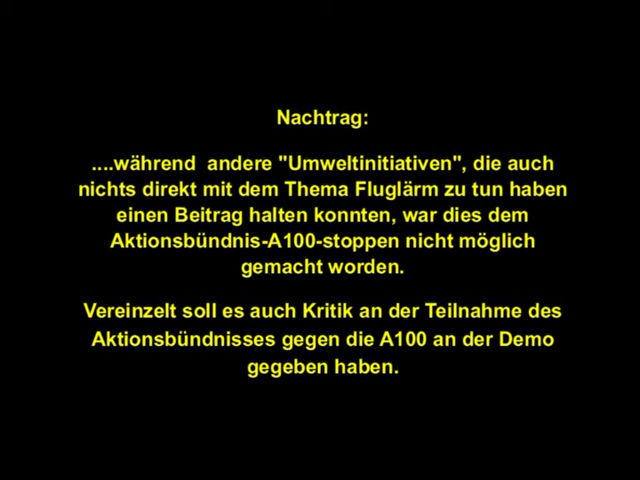 Nachtrag:
....während  andere "Umweltinitiativen", die auch
nichts direkt mit dem Thema Fluglärm zu tun haben
einen Beitrag halten konnten, war dies dem
Aktionsbündnis-A100-stoppen nicht möglich
gemacht worden.
Vereinzelt soll es auch Kritik an der Teilnahme des
Aktionsbündnisses gegen die A100 an der Demo
gegeben haben.